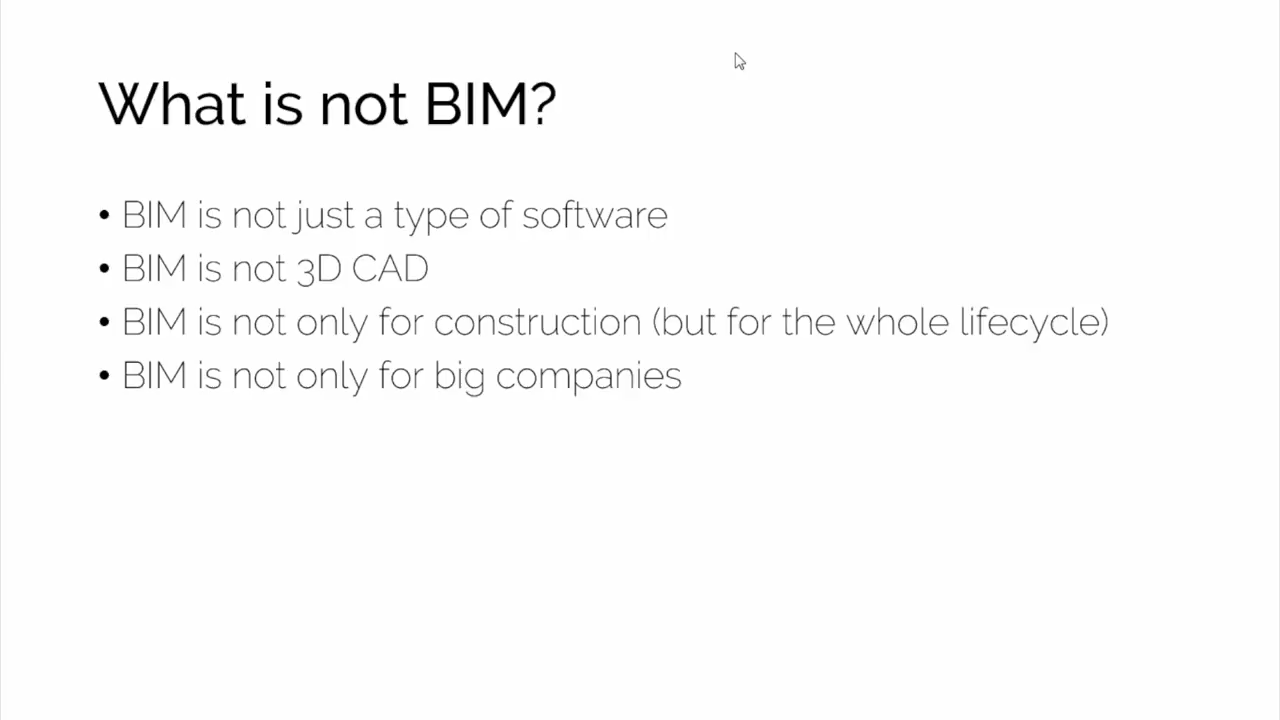 What is not BIM?
• BIM is not just a type of software
• BIM is not 3D CAD
• BIM is not only for construction (but for the whole lifecycle)
• BIM is not only for big companies